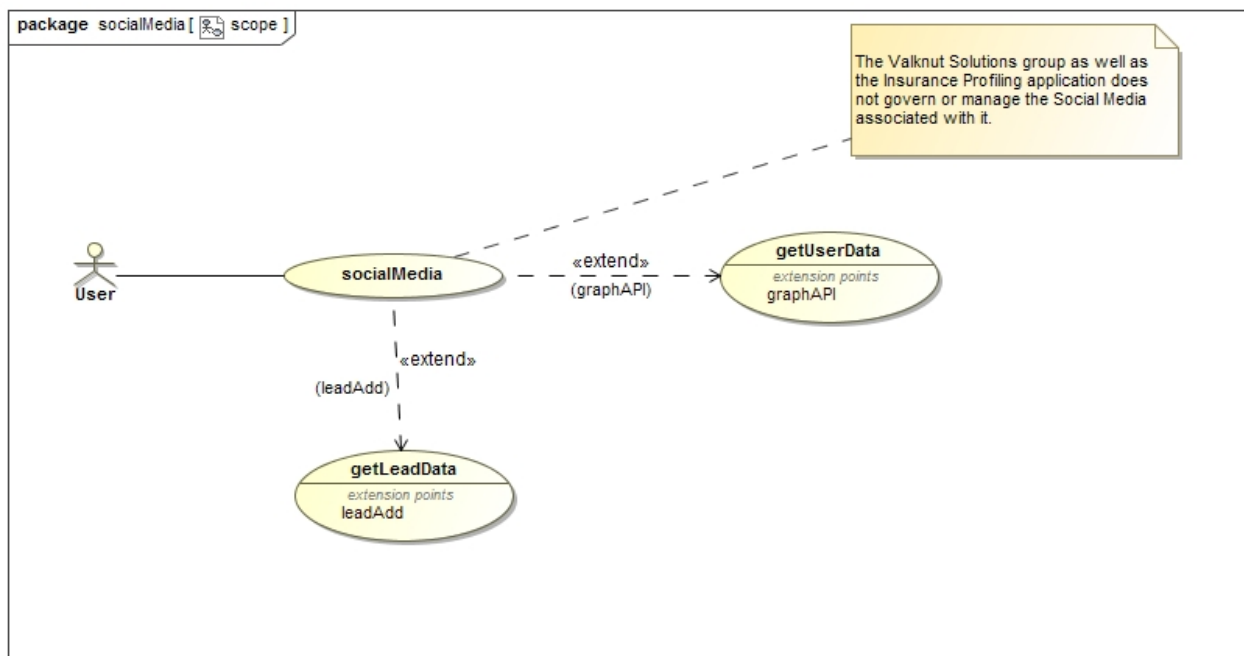 package socialMedia [ scope ]
The Valknut Solutions group as well as
the Insurance Profiling application does
not govern or manage the Social Media
associated with it.
User
socialMedia
«extend»
(graphAPI)
getUserData
extension points
graphAPI
«extend»
(leadAdd)
getLeadData
extension points
leadAdd